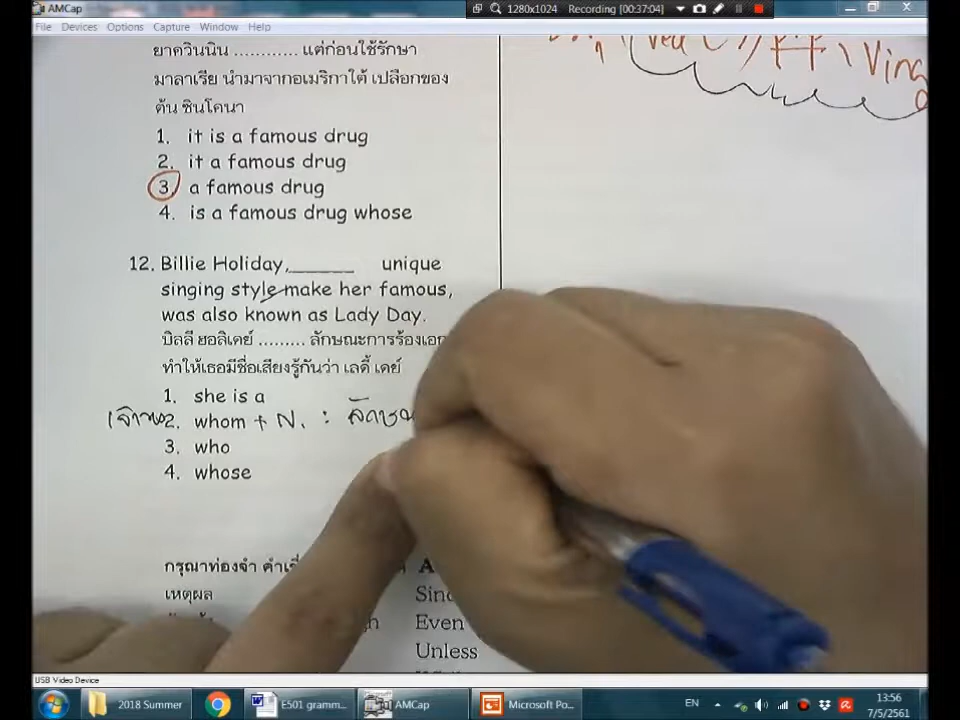 AMCap
1280x1024 Recording [00:37:04]
File Devices Options Capture Window Help
ยาควินนิน ............ แต่ก่อนใช้รักษา
มาลาเรีย นำมาจากอเมริกาใต้ เปลือกของ
ต้น ซินโคนา
1. it is a famous drug
2. it a famous drug
3. a famous drug
4. is a famous drug whose
12. Billie Holiday,______ unique
singing style make her famous,
was also known as Lady Day.
บิลลี ฮอลิเดย์ ......... ลักษณะการร้องเอก
ทำให้เธอมีชื่อเสียงรู้กันว่า เลดี้ เดย์
1. she is a
2. whom + N. :
3. who
4. whose
กรุณาท่องจำ A
เหตุผล Sinc
Even
Unless
USB Video Device
2018 Summer E501 gramm... AMCap Microsoft Po... EN 13:56
7/5/2561